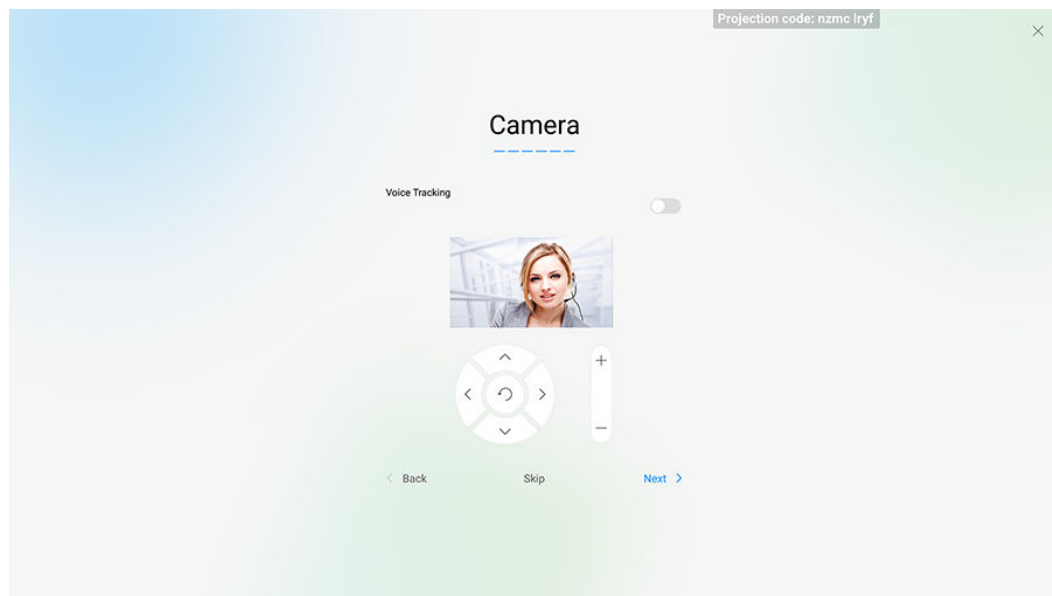 Projection code: nzmc lryf
Camera
Voice Tracking
Back
Skip
Next